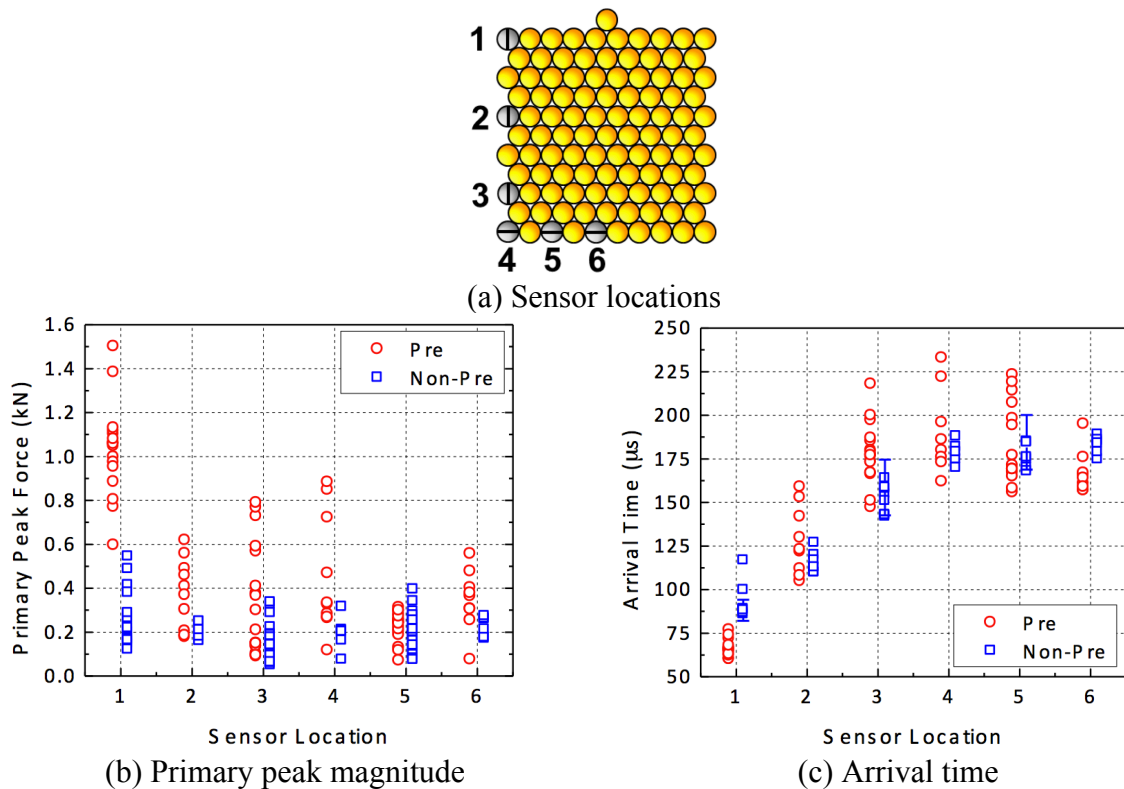 1
2
3
4 5 6
(a) Sensor locations
1.6
1.4
1.2
1.0
0.8
0.6
0.4
0.2
0.0
Primary Peak Force (kN)
Pre
Non-Pre
1 2 3 4 5 6
Sensor Location
(b) Primary peak magnitude
250
225
200
175
150
125
100
75
50
Arrival Time (µs)
Pre
Non-Pre
1 2 3 4 5 6
Sensor Location
(c) Arrival time